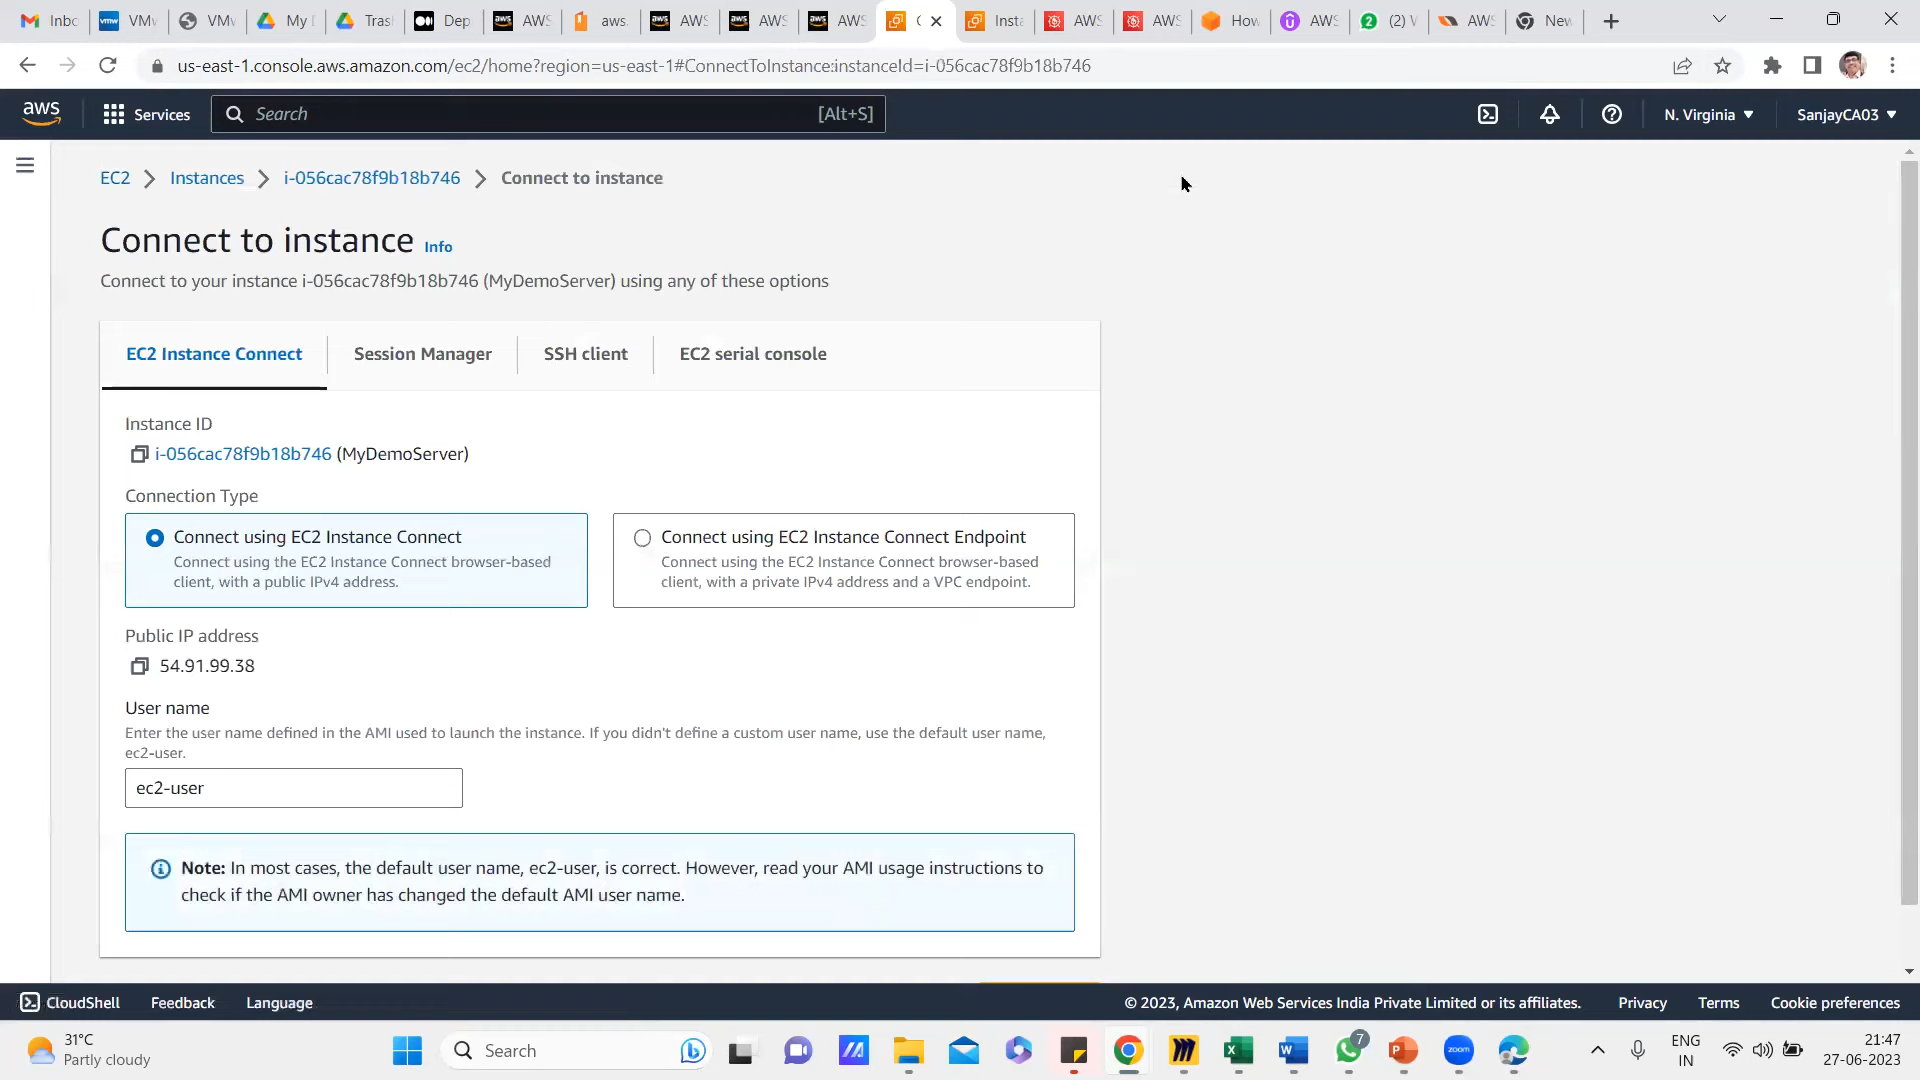 Inbo
VMw
VMw
My D
Trash
Dep
AWS
aws.
AWS
AWS
AWS
C
Insta
AWS
AWS
How
AWS
(2) W
AWS
New
us-east-1.console.aws.amazon.com/ec2/home?region=us-east-1#ConnectToInstance:instanceId=i-056cac78f9b18b746
aws
Services
Search
[Alt+S]
N. Virginia
SanjayCA03
EC2
Instances
i-056cac78f9b18b746
Connect to instance
Connect to instance Info
Connect to your instance i-056cac78f9b18b746 (MyDemoServer) using any of these options
EC2 Instance Connect
Session Manager
SSH client
EC2 serial console
Instance ID
i-056cac78f9b18b746 (MyDemoServer)
Connection Type
Connect using EC2 Instance Connect
Connect using the EC2 Instance Connect browser-based
client, with a public IPv4 address.
Connect using EC2 Instance Connect Endpoint
Connect using the EC2 Instance Connect browser-based
client, with a private IPv4 address and a VPC endpoint.
Public IP address
54.91.99.38
User name
Enter the user name defined in the AMI used to launch the instance. If you didn't define a custom user name, use the default user name,
ec2-user.
ec2-user
Note: In most cases, the default user name, ec2-user, is correct. However, read your AMI usage instructions to
check if the AMI owner has changed the default AMI user name.
CloudShell
Feedback
Language
© 2023, Amazon Web Services India Private Limited or its affiliates.
Privacy
Terms
Cookie preferences
31°C
Partly cloudy
Search
7
zoom
ENG
IN
21:47
27-06-2023